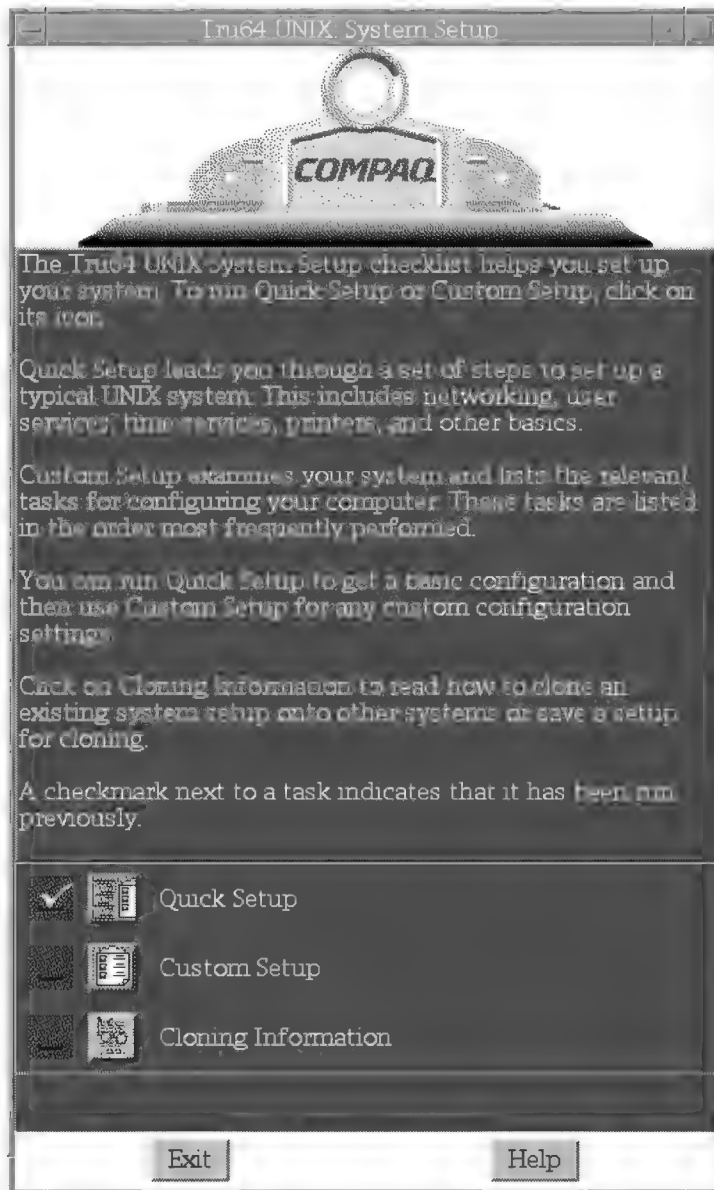 Tru64 UNIX: System Setup
COMPAQ
The Tru64 UNIX System Setup checklist helps you set up
your system. To run Quick Setup or Custom Setup, click on
its icon.
Quick Setup leads you through a set of steps to set up a
typical UNIX system. This includes networking, user
services, time services, printers, and other basics.
Custom Setup examines your system and lists the relevant
tasks for configuring your computer. These tasks are listed
in the order most frequently performed.
You can run Quick Setup to get a basic configuration and
then use Custom Setup for any custom configuration
settings.
Click on Cloning Information to read how to clone an
existing system setup onto other systems or save a setup
for cloning.
A checkmark next to a task indicates that it has been run
previously.
Quick Setup
Custom Setup
Cloning Information
Exit
Help